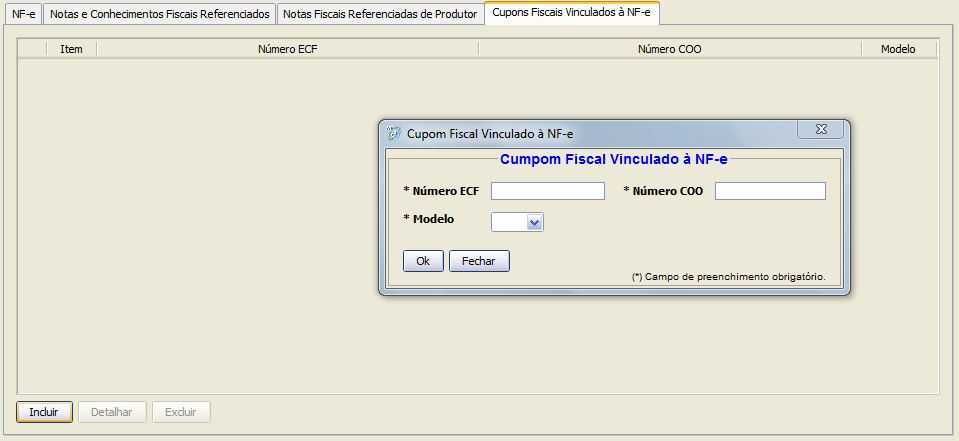 NF-e Notas e Conhecimentos Fiscais Referenciados Notas Fiscais Referenciadas de Produtor Cupons Fiscais Vinculados à NF-e
Item Número ECF Número COO Modelo
Cupom Fiscal Vinculado à NF-e
Cumpom Fiscal Vinculado à NF-e
* Número ECF * Número COO
* Modelo
Ok Fechar
(*) Campo de preenchimento obrigatório.
Incluir Detalhar Excluir